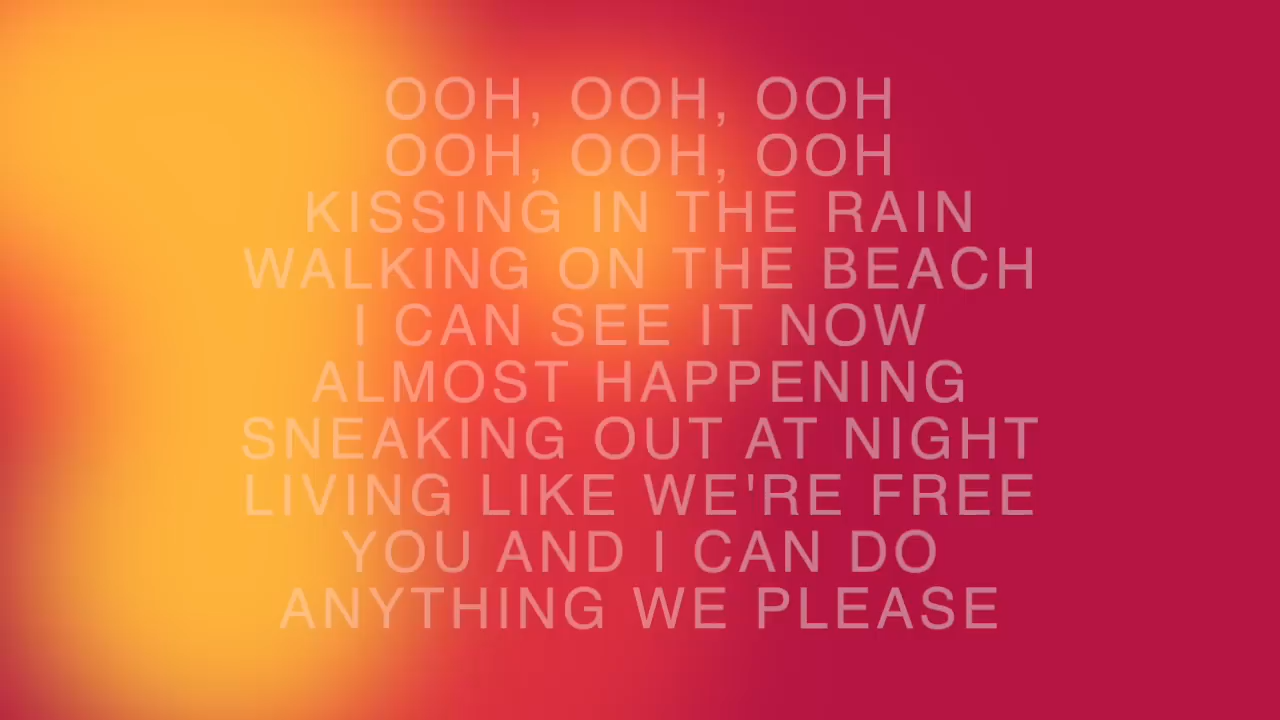 OOH, OOH, OOH
OOH, OOH, OOH
KISSING IN THE RAIN
WALKING ON THE BEACH
I CAN SEE IT NOW
ALMOST HAPPENING
SNEAKING OUT AT NIGHT
LIVING LIKE WE'RE FREE
YOU AND I CAN DO
ANYTHING WE PLEASE